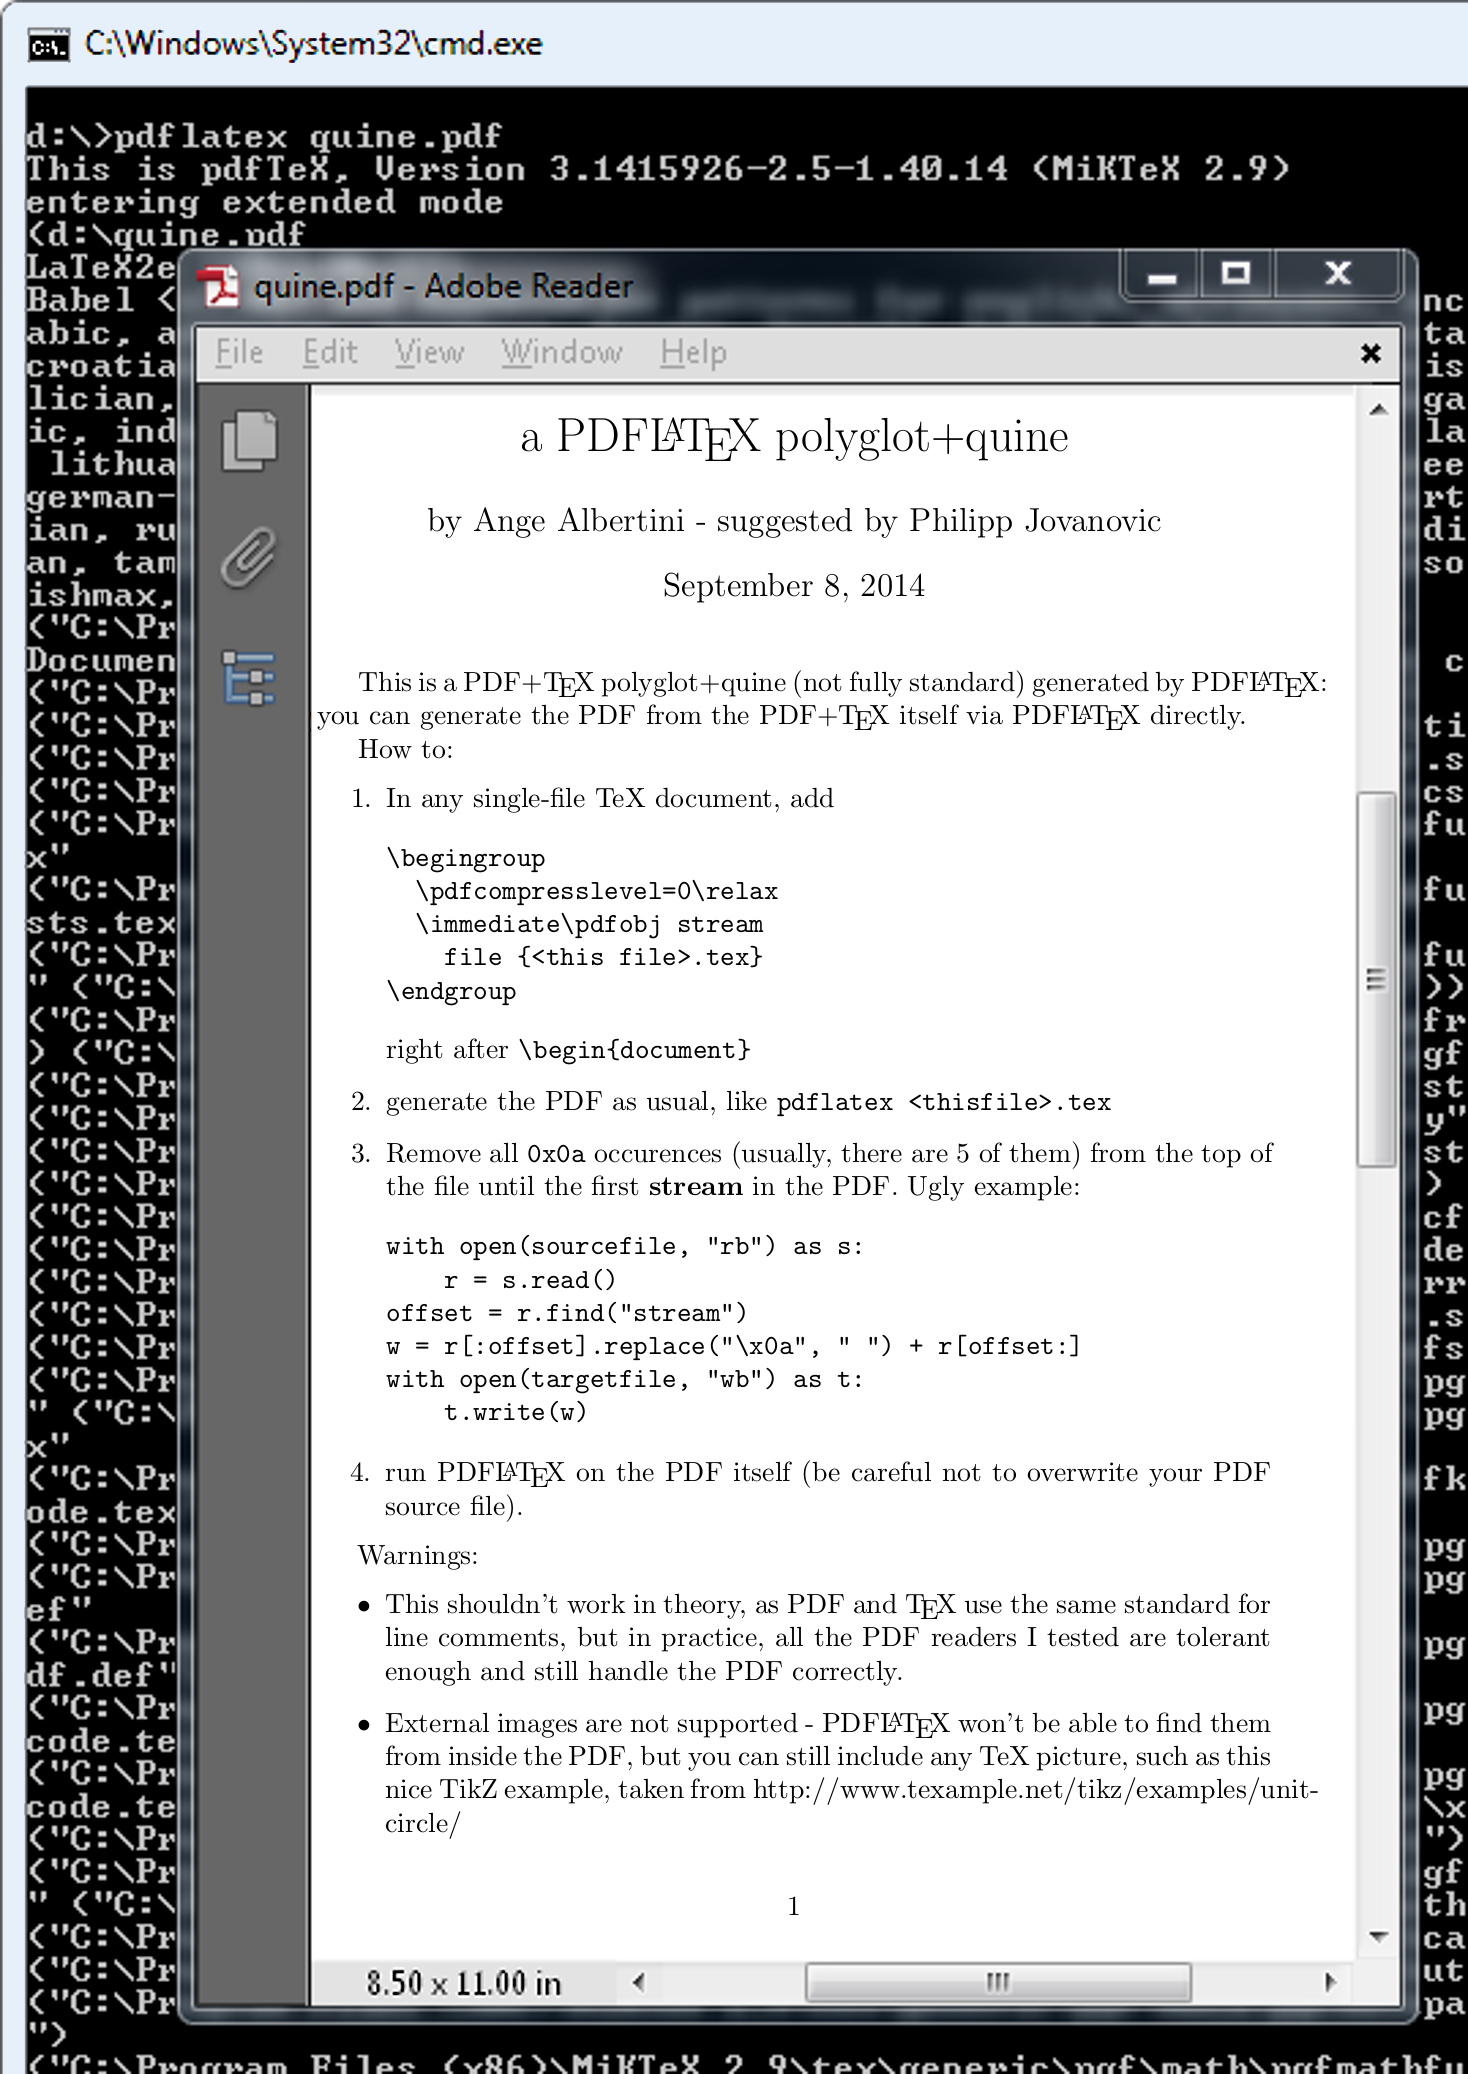 C:\Windows\System32\cmd.exe
d:\>pdflatex quine.pdf
This is pdfTeX, Version 3.1415926-2.5-1.40.14 (MiKTeX 2.9)
entering extended mode
(d:\quine.pdf
LaTeX2e
Babel <
abic, a
croatia
lician,
ic, ind
lithua
german-
ian, ru
an, tam
ishmax,
("C:\Pr
Documen
("C:\Pr
("C:\Pr
("C:\Pr
("C:\Pr
("C:\Pr
x"
("C:\Pr
sts.tex
("C:\Pr
" ("C:\
("C:\Pr
) ("C:\
("C:\Pr
("C:\Pr
("C:\Pr
("C:\Pr
("C:\Pr
("C:\Pr
("C:\Pr
("C:\Pr
("C:\Pr
("C:\Pr
" ("C:\
x"
("C:\Pr
ode.tex
("C:\Pr
("C:\Pr
ef"
("C:\Pr
df.def"
("C:\Pr
code.te
("C:\Pr
code.te
("C:\Pr
("C:\Pr
" ("C:\
("C:\Pr
("C:\Pr
("C:\Pr
")
("C:\Program Files (x86)\MiKTeX 2.9\tex\generic\pgf\math\pgfmathfu
quine.pdf - Adobe Reader
File Edit View Window Help
a PDFLATEX polyglot+quine
by Ange Albertini - suggested by Philipp Jovanovic
September 8, 2014
This is a PDF+TEX polyglot+quine (not fully standard) generated by PDFLATEX:
you can generate the PDF from the PDF+TEX itself via PDFLATEX directly.
How to:
1. In any single-file TeX document, add
\begingroup
\pdfcompresslevel=0\relax
\immediate\pdfobj stream
file {<this file>.tex}
\endgroup
right after \begin{document}
2. generate the PDF as usual, like pdflatex <thisfile>.tex
3. Remove all 0x0a occurences (usually, there are 5 of them) from the top of
the file until the first stream in the PDF. Ugly example:
with open(sourcefile, "rb") as s:
r = s.read()
offset = r.find("stream")
w = r[:offset].replace("\x0a", " ") + r[offset:]
with open(targetfile, "wb") as t:
t.write(w)
4. run PDFLATEX on the PDF itself (be careful not to overwrite your PDF
source file).
Warnings:
• This shouldn't work in theory, as PDF and TEX use the same standard for
line comments, but in practice, all the PDF readers I tested are tolerant
enough and still handle the PDF correctly.
• External images are not supported - PDFLATEX won't be able to find them
from inside the PDF, but you can still include any TeX picture, such as this
nice TikZ example, taken from http://www.texample.net/tikz/examples/unit-
circle/
1
8.50 x 11.00 in
nc
ta
is
ga
la
ee
rt
di
so
c
ti
.s
cs
fu
fu
fu
))
fr
gf
st
y"
st
)
cf
de
rr
.s
fs
pg
pg
fk
pg
pg
pg
pg
pg
\x
")
gf
th
ca
ut
pa